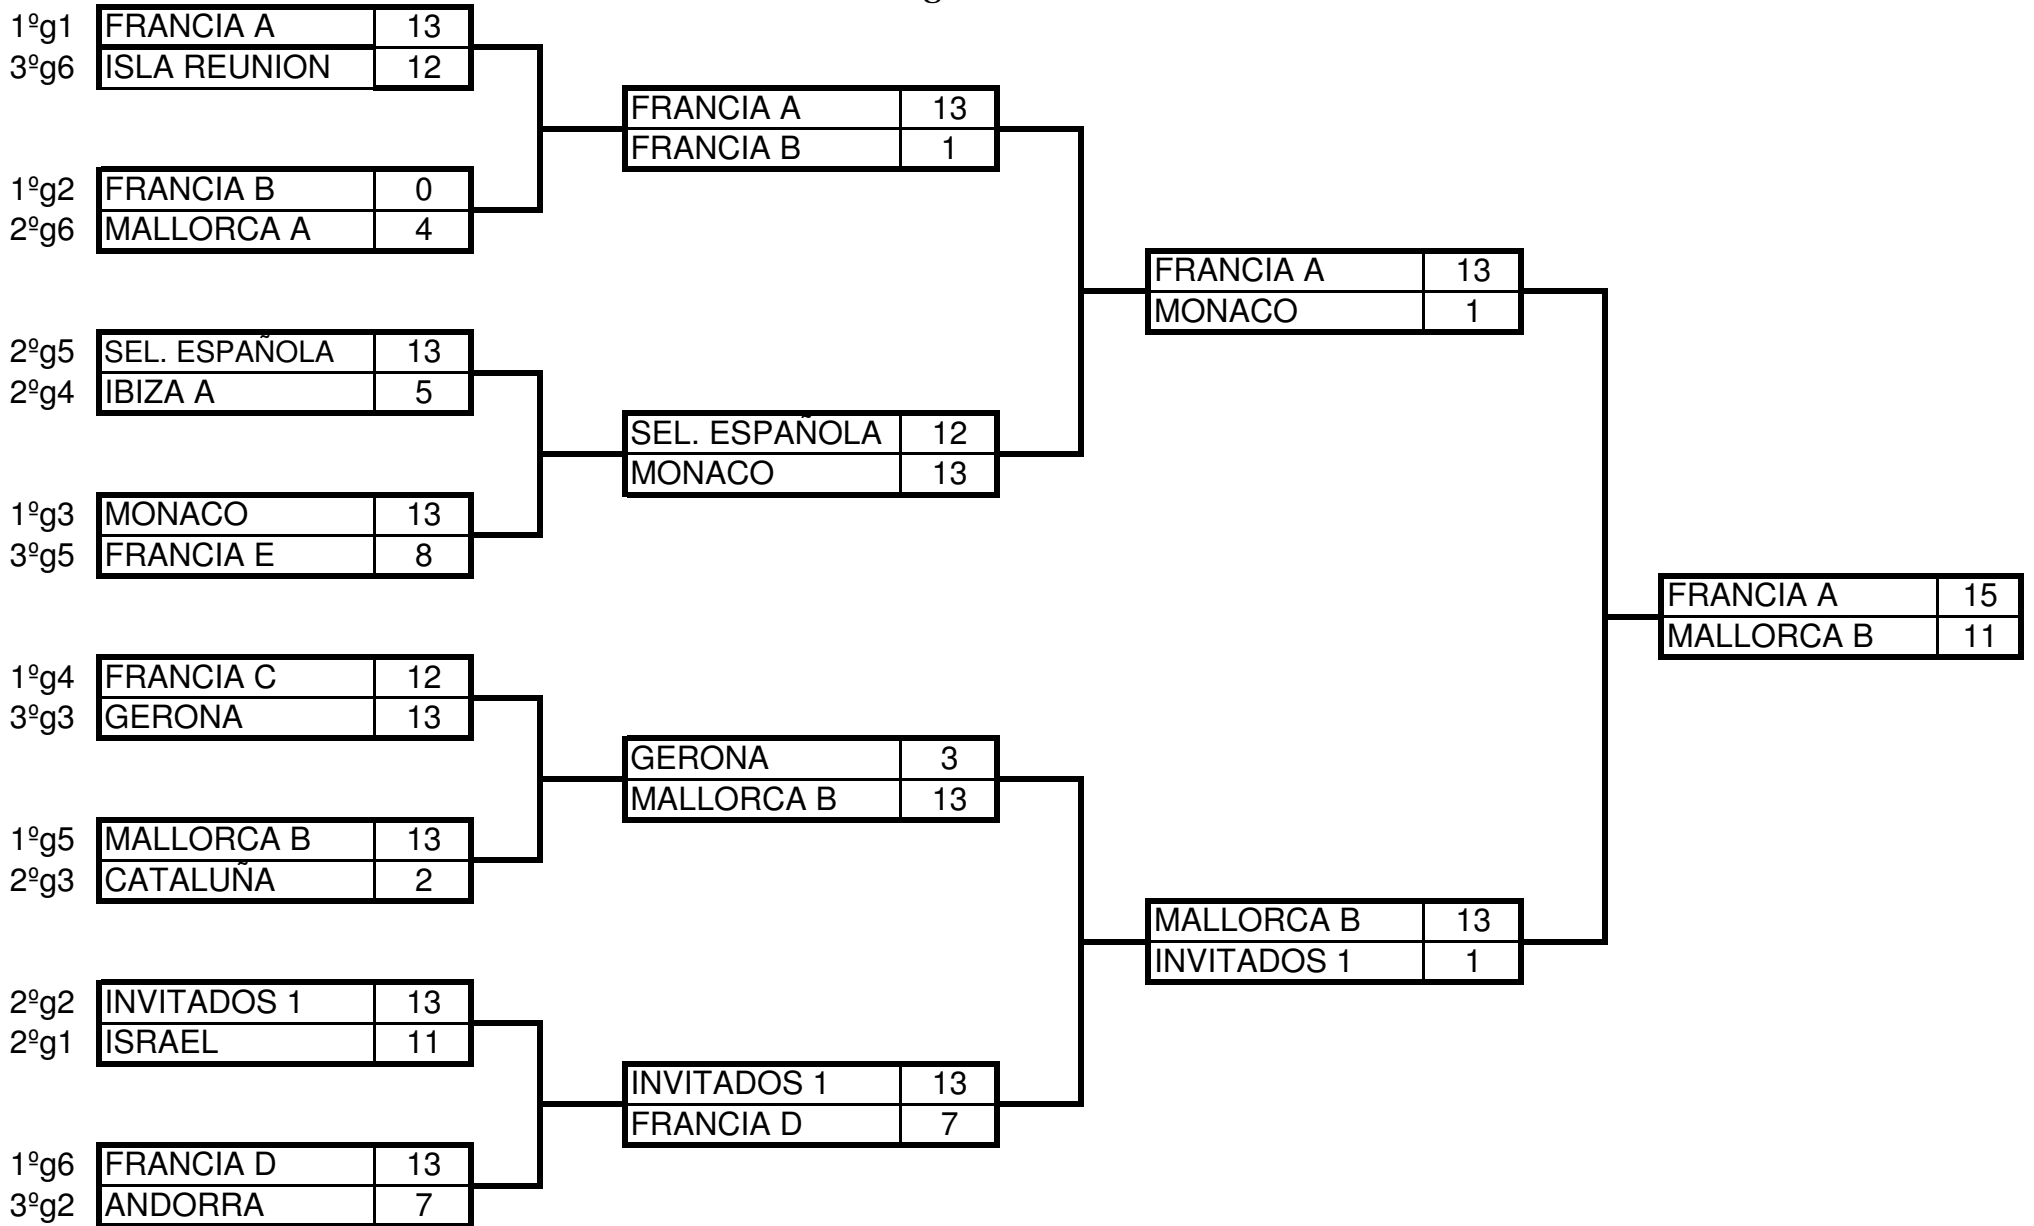 1ºg1 FRANCIA A 13
3ºg6 ISLA REUNION 12
FRANCIA A 13
FRANCIA B 1
1ºg2 FRANCIA B 0
2ºg6 MALLORCA A 4
FRANCIA A 13
MONACO 1
2ºg5 SEL. ESPAÑOLA 13
2ºg4 IBIZA A 5
SEL. ESPAÑOLA 12
MONACO 13
1ºg3 MONACO 13
3ºg5 FRANCIA E 8
FRANCIA A 15
MALLORCA B 11
1ºg4 FRANCIA C 12
3ºg3 GERONA 13
GERONA 3
MALLORCA B 13
1ºg5 MALLORCA B 13
2ºg3 CATALUÑA 2
MALLORCA B 13
INVITADOS 1 1
2ºg2 INVITADOS 1 13
2ºg1 ISRAEL 11
INVITADOS 1 13
FRANCIA D 7
1ºg6 FRANCIA D 13
3ºg2 ANDORRA 7